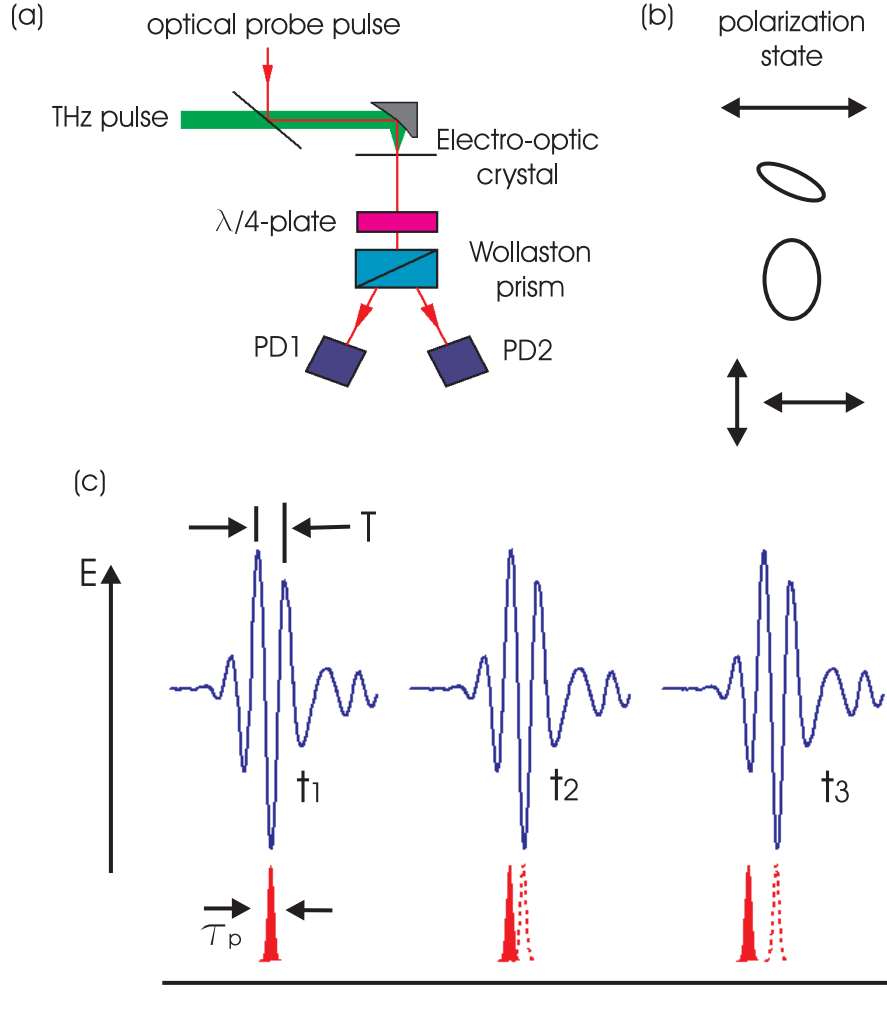 (a)
optical probe pulse
THz pulse
Electro-optic
crystal
λ/4-plate
Wollaston
prism
PD1
PD2
(b)
polarization
state
(c)
T
E
t1
t2
t3
τp